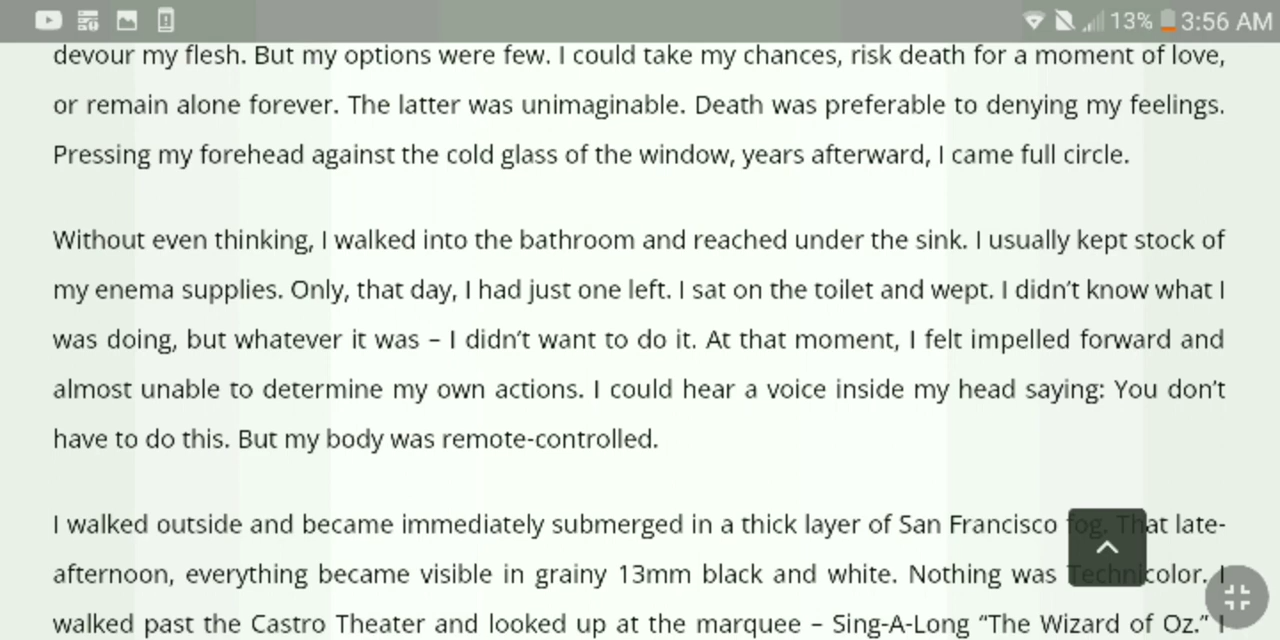 13% 3:56 AM
devour my flesh. But my options were few. I could take my chances, risk death for a moment of love,
or remain alone forever. The latter was unimaginable. Death was preferable to denying my feelings.
Pressing my forehead against the cold glass of the window, years afterward, I came full circle.
Without even thinking, I walked into the bathroom and reached under the sink. I usually kept stock of
my enema supplies. Only, that day, I had just one left. I sat on the toilet and wept. I didn’t know what I
was doing, but whatever it was – I didn’t want to do it. At that moment, I felt impelled forward and
almost unable to determine my own actions. I could hear a voice inside my head saying: You don’t
have to do this. But my body was remote-controlled.
I walked outside and became immediately submerged in a thick layer of San Francisco fog. That late-
afternoon, everything became visible in grainy 13mm black and white. Nothing was Technicolor. I
walked past the Castro Theater and looked up at the marquee – Sing-A-Long “The Wizard of Oz.” I